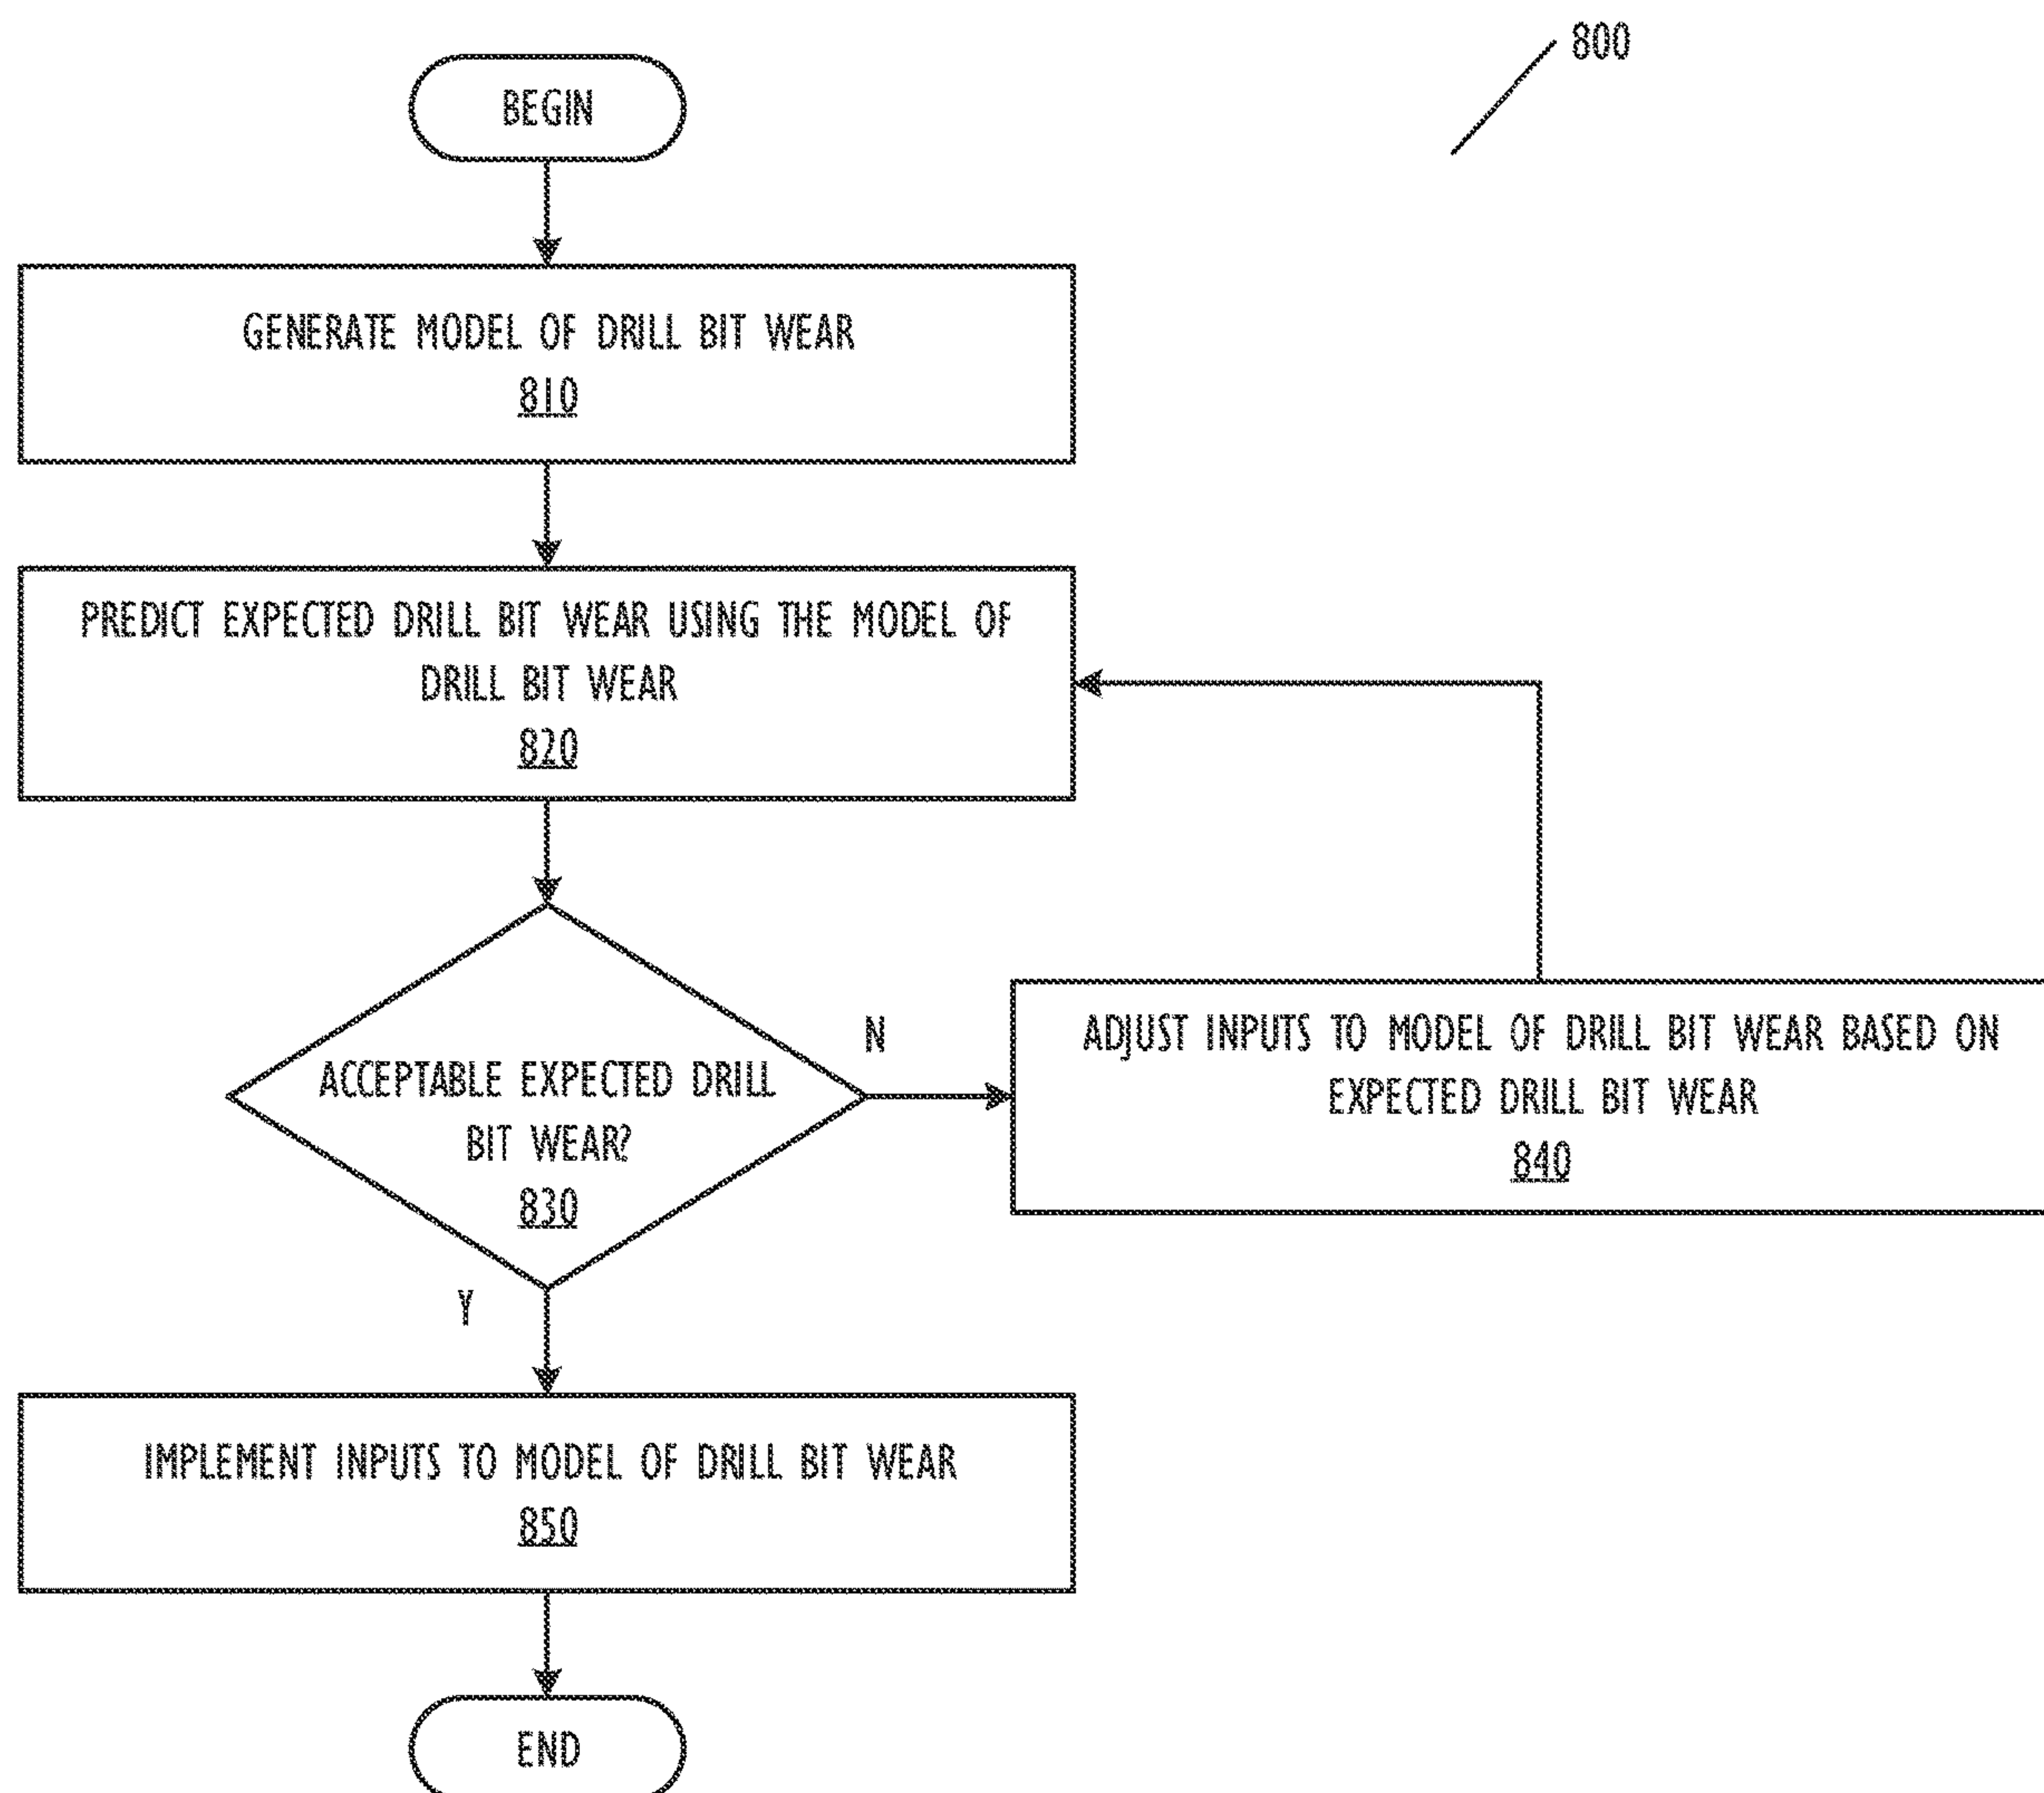 800
BEGIN
GENERATE MODEL OF DRILL BIT WEAR
810
PREDICT EXPECTED DRILL BIT WEAR USING THE MODEL OF
DRILL BIT WEAR
820
ACCEPTABLE EXPECTED DRILL
BIT WEAR?
830
N
ADJUST INPUTS TO MODEL OF DRILL BIT WEAR BASED ON
EXPECTED DRILL BIT WEAR
840
Y
IMPLEMENT INPUTS TO MODEL OF DRILL BIT WEAR
850
END